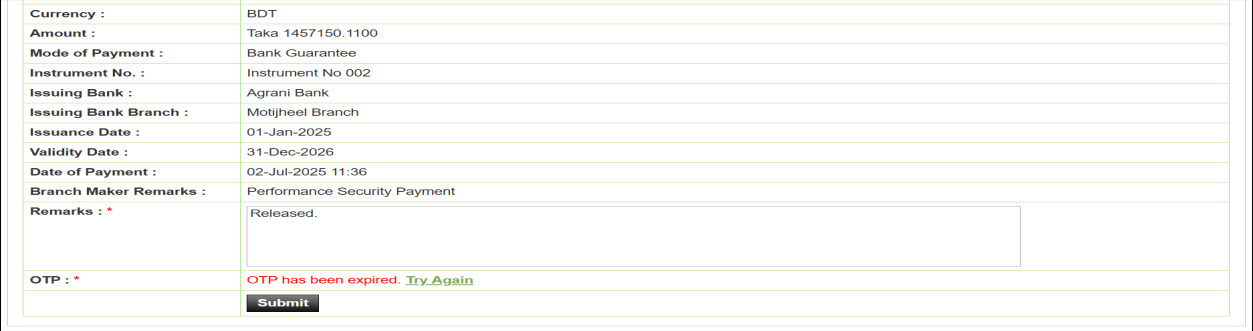 Currency : BDT
Amount : Taka 1457150.1100
Mode of Payment : Bank Guarantee
Instrument No. : Instrument No 002
Issuing Bank : Agrani Bank
Issuing Bank Branch : Motijheel Branch
Issuance Date : 01-Jan-2025
Validity Date : 31-Dec-2026
Date of Payment : 02-Jul-2025 11:36
Branch Maker Remarks : Performance Security Payment
Remarks : * Released.
OTP : * OTP has been expired. Try Again
Submit